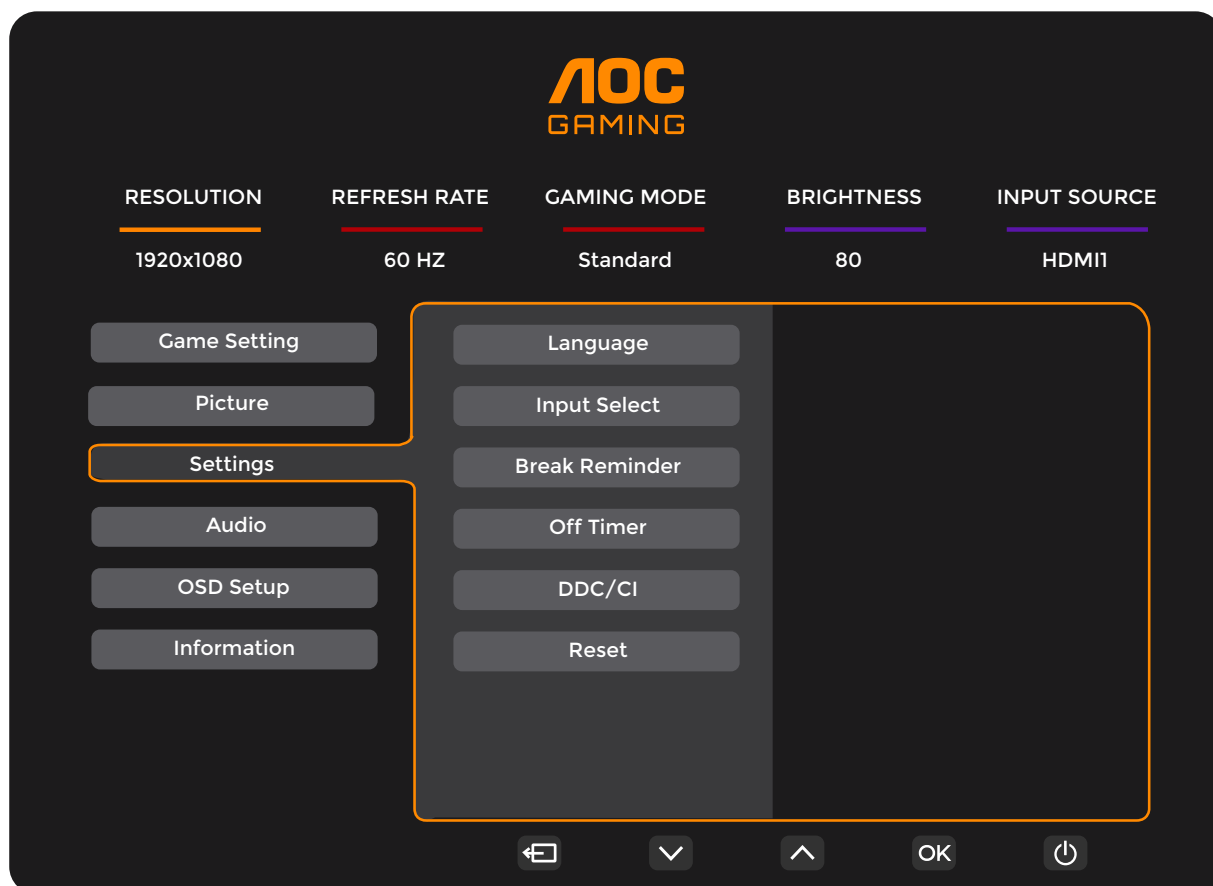 AOC
GAMING
RESOLUTION REFRESH RATE GAMING MODE BRIGHTNESS INPUT SOURCE
1920x1080 60 HZ Standard 80 HDMI1
Game Setting
Picture
Settings
Audio
OSD Setup
Information
Language
Input Select
Break Reminder
Off Timer
DDC/CI
Reset
OK